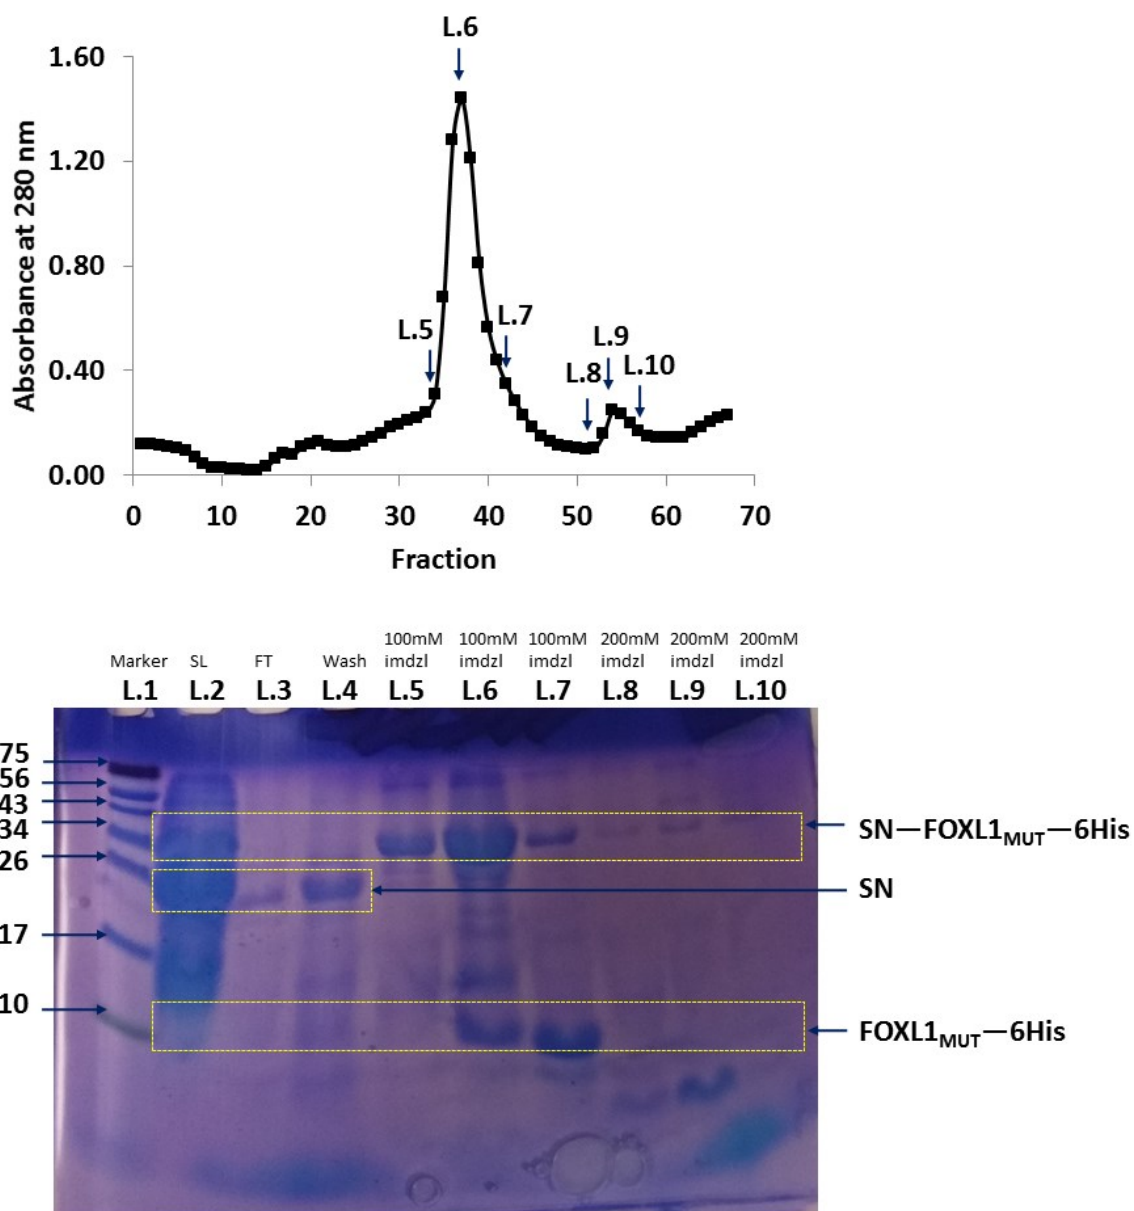 L.6
1.60
1.20
0.80
0.40
0.00
Absorbance at 280 nm
L.5
L.7
L.8
L.9
L.10
0 10 20 30 40 50 60 70
Fraction
100mM 100mM 100mM 200mM 200mM 200mM
Marker SL FT Wash imdzl imdzl imdzl imdzl imdzl imdzl
L.1 L.2 L.3 L.4 L.5 L.6 L.7 L.8 L.9 L.10
75
56
43
34
26
17
10
SN—FOXL1MUT—6His
SN
FOXL1MUT—6His